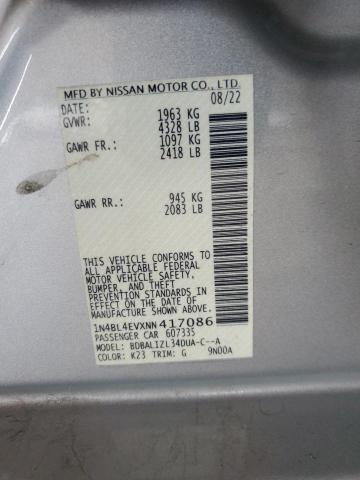 MFD BY NISSAN MOTOR CO., LTD.
DATE: 08/22
GVWR: 1963 KG
4328 LB
GAWR FR.: 1097 KG
2418 LB
GAWR RR.: 945 KG
2083 LB
THIS VEHICLE CONFORMS TO
ALL APPLICABLE FEDERAL
MOTOR VEHICLE SAFETY,
BUMPER, AND THEFT
PREVENTION STANDARDS IN
EFFECT ON THE DATE OF
MANUFACTURE SHOWN ABOVE.
1N4BL4EVXNN417086
PASSENGER CAR 607335
MODEL: BDBALIZL34DUA-C--A
COLOR: K23 TRIM: G 9N00A